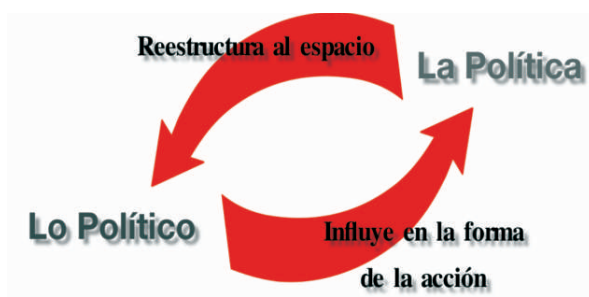 Reestructura al espacio
La Política
Lo Político
Influye en la forma
de la acción